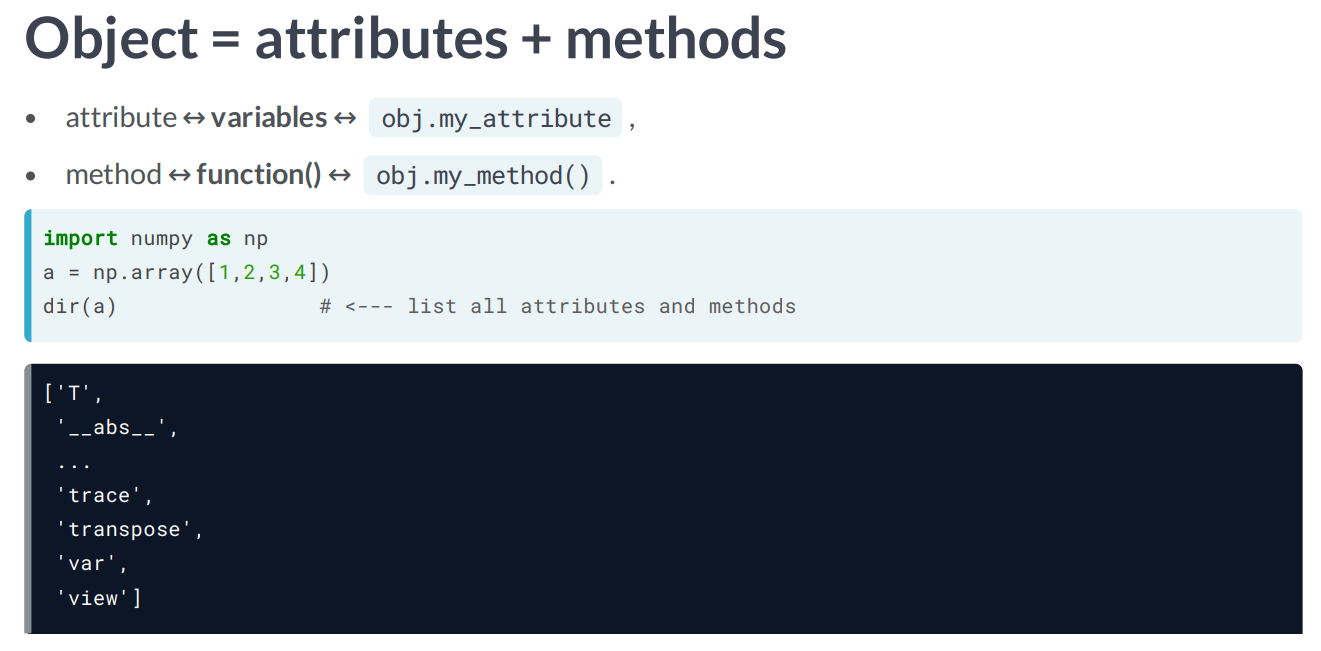 Object = attributes + methods
• attribute ↔ variables ↔ obj.my_attribute ,
• method ↔ function() ↔ obj.my_method() .
import numpy as np
a = np.array([1,2,3,4])
dir(a)                # <--- list all attributes and methods
['T',
 '__abs__',
 ...
 'trace',
 'transpose',
 'var',
 'view']